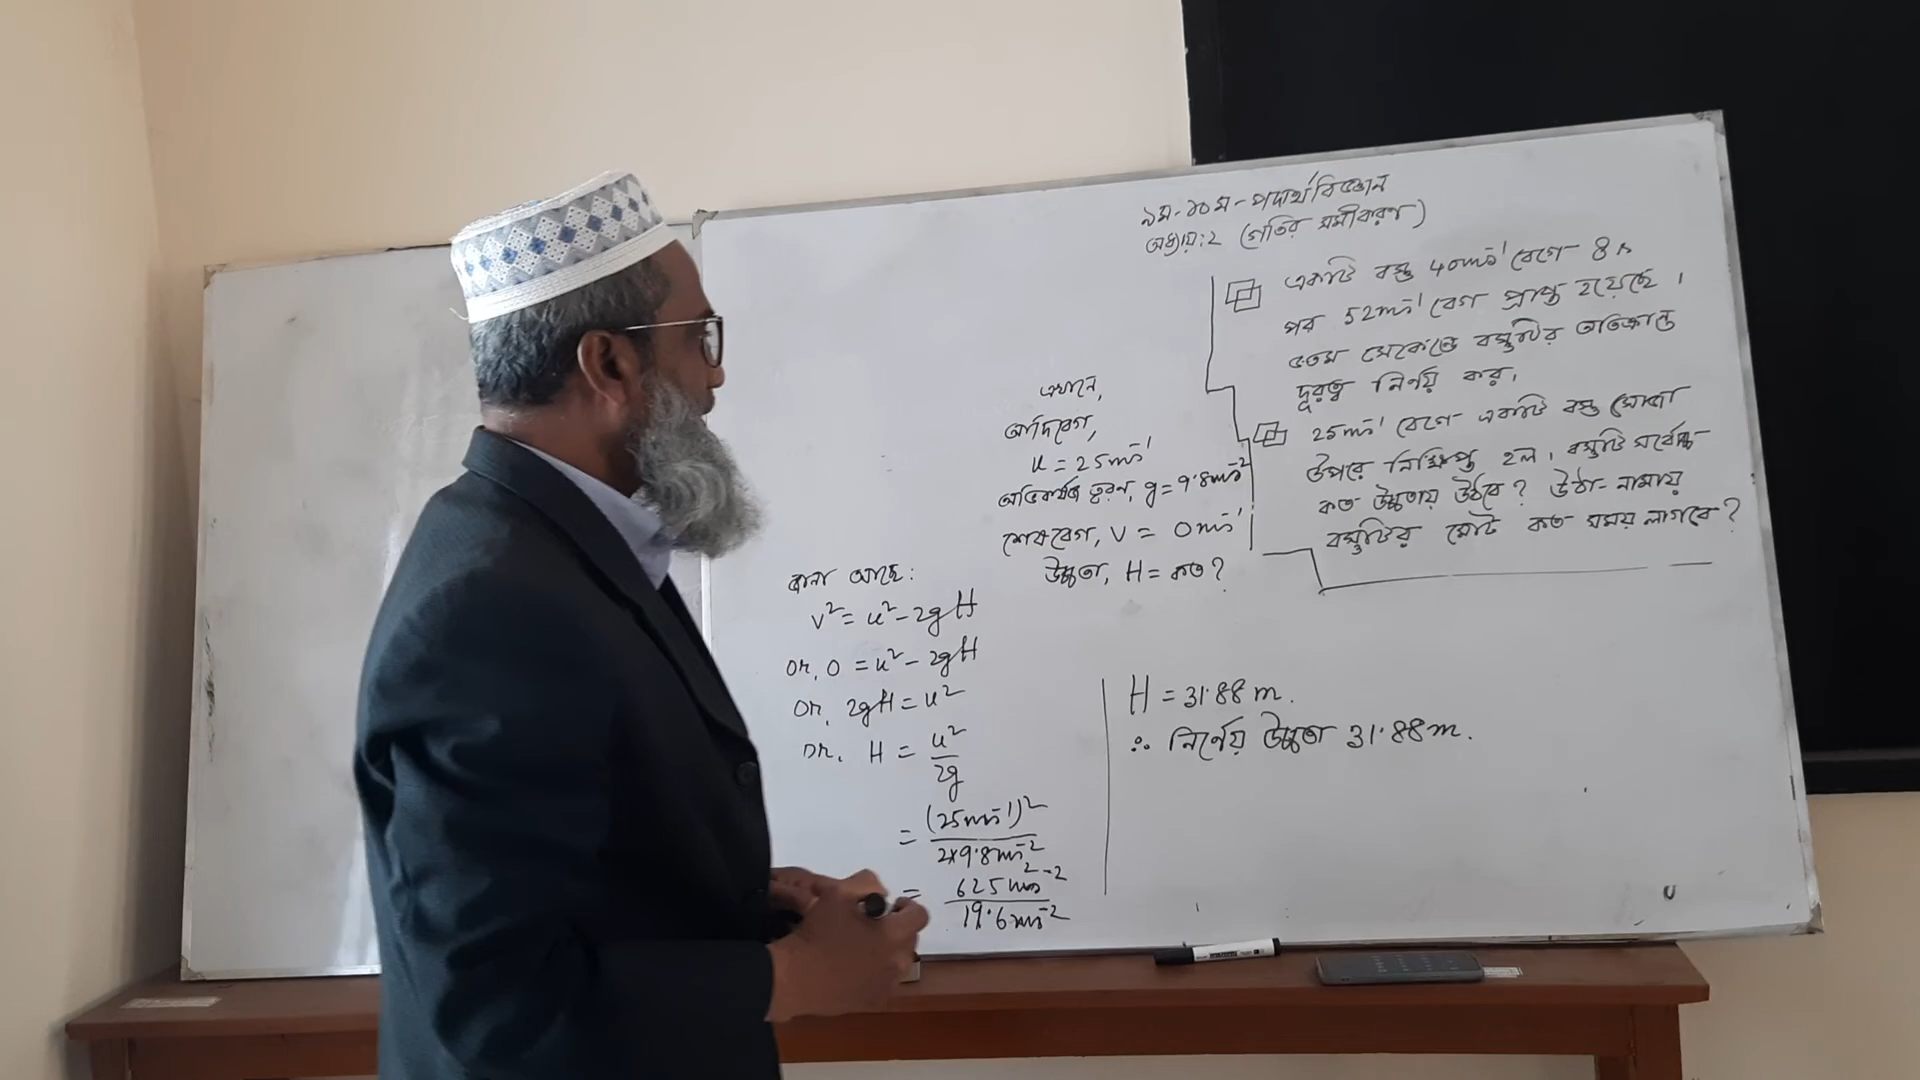 ৯ম-১০ম-পদার্থবিজ্ঞান
অধ্যায়:২ (গতির সমীকরণ)
একটি বস্তু 40ms⁻¹ বেগে 8s
পর 52ms⁻¹ বেগ প্রাপ্ত হয়েছে।
৫তম সেকেন্ডে বস্তুটির অতিক্রান্ত
দূরত্ব নির্ণয় কর।
25ms⁻¹ বেগে একটি বস্তু সোজা
উপরে নিক্ষিপ্ত হল। বস্তুটি সর্বোচ্চ
কত উচ্চতায় উঠবে? উঠা-নামায়
বস্তুটির মোট কত সময় লাগবে?
এখানে,
আদিবেগ,
u = 25ms⁻¹
অভিকর্ষজ ত্বরণ, g = 9.8ms⁻²
শেষবেগ, v = 0ms⁻¹
উচ্চতা, H = কত?
জানা আছে:
v² = u² - 2gH
or, 0 = u² - 2gH
or, 2gH = u²
or, H = u²/2g
= (25ms⁻¹)²/2×9.8ms⁻²
= 625m²s⁻²/19.6ms⁻²
H = 31.88m.
∴ নির্ণেয় উচ্চতা 31.88m.